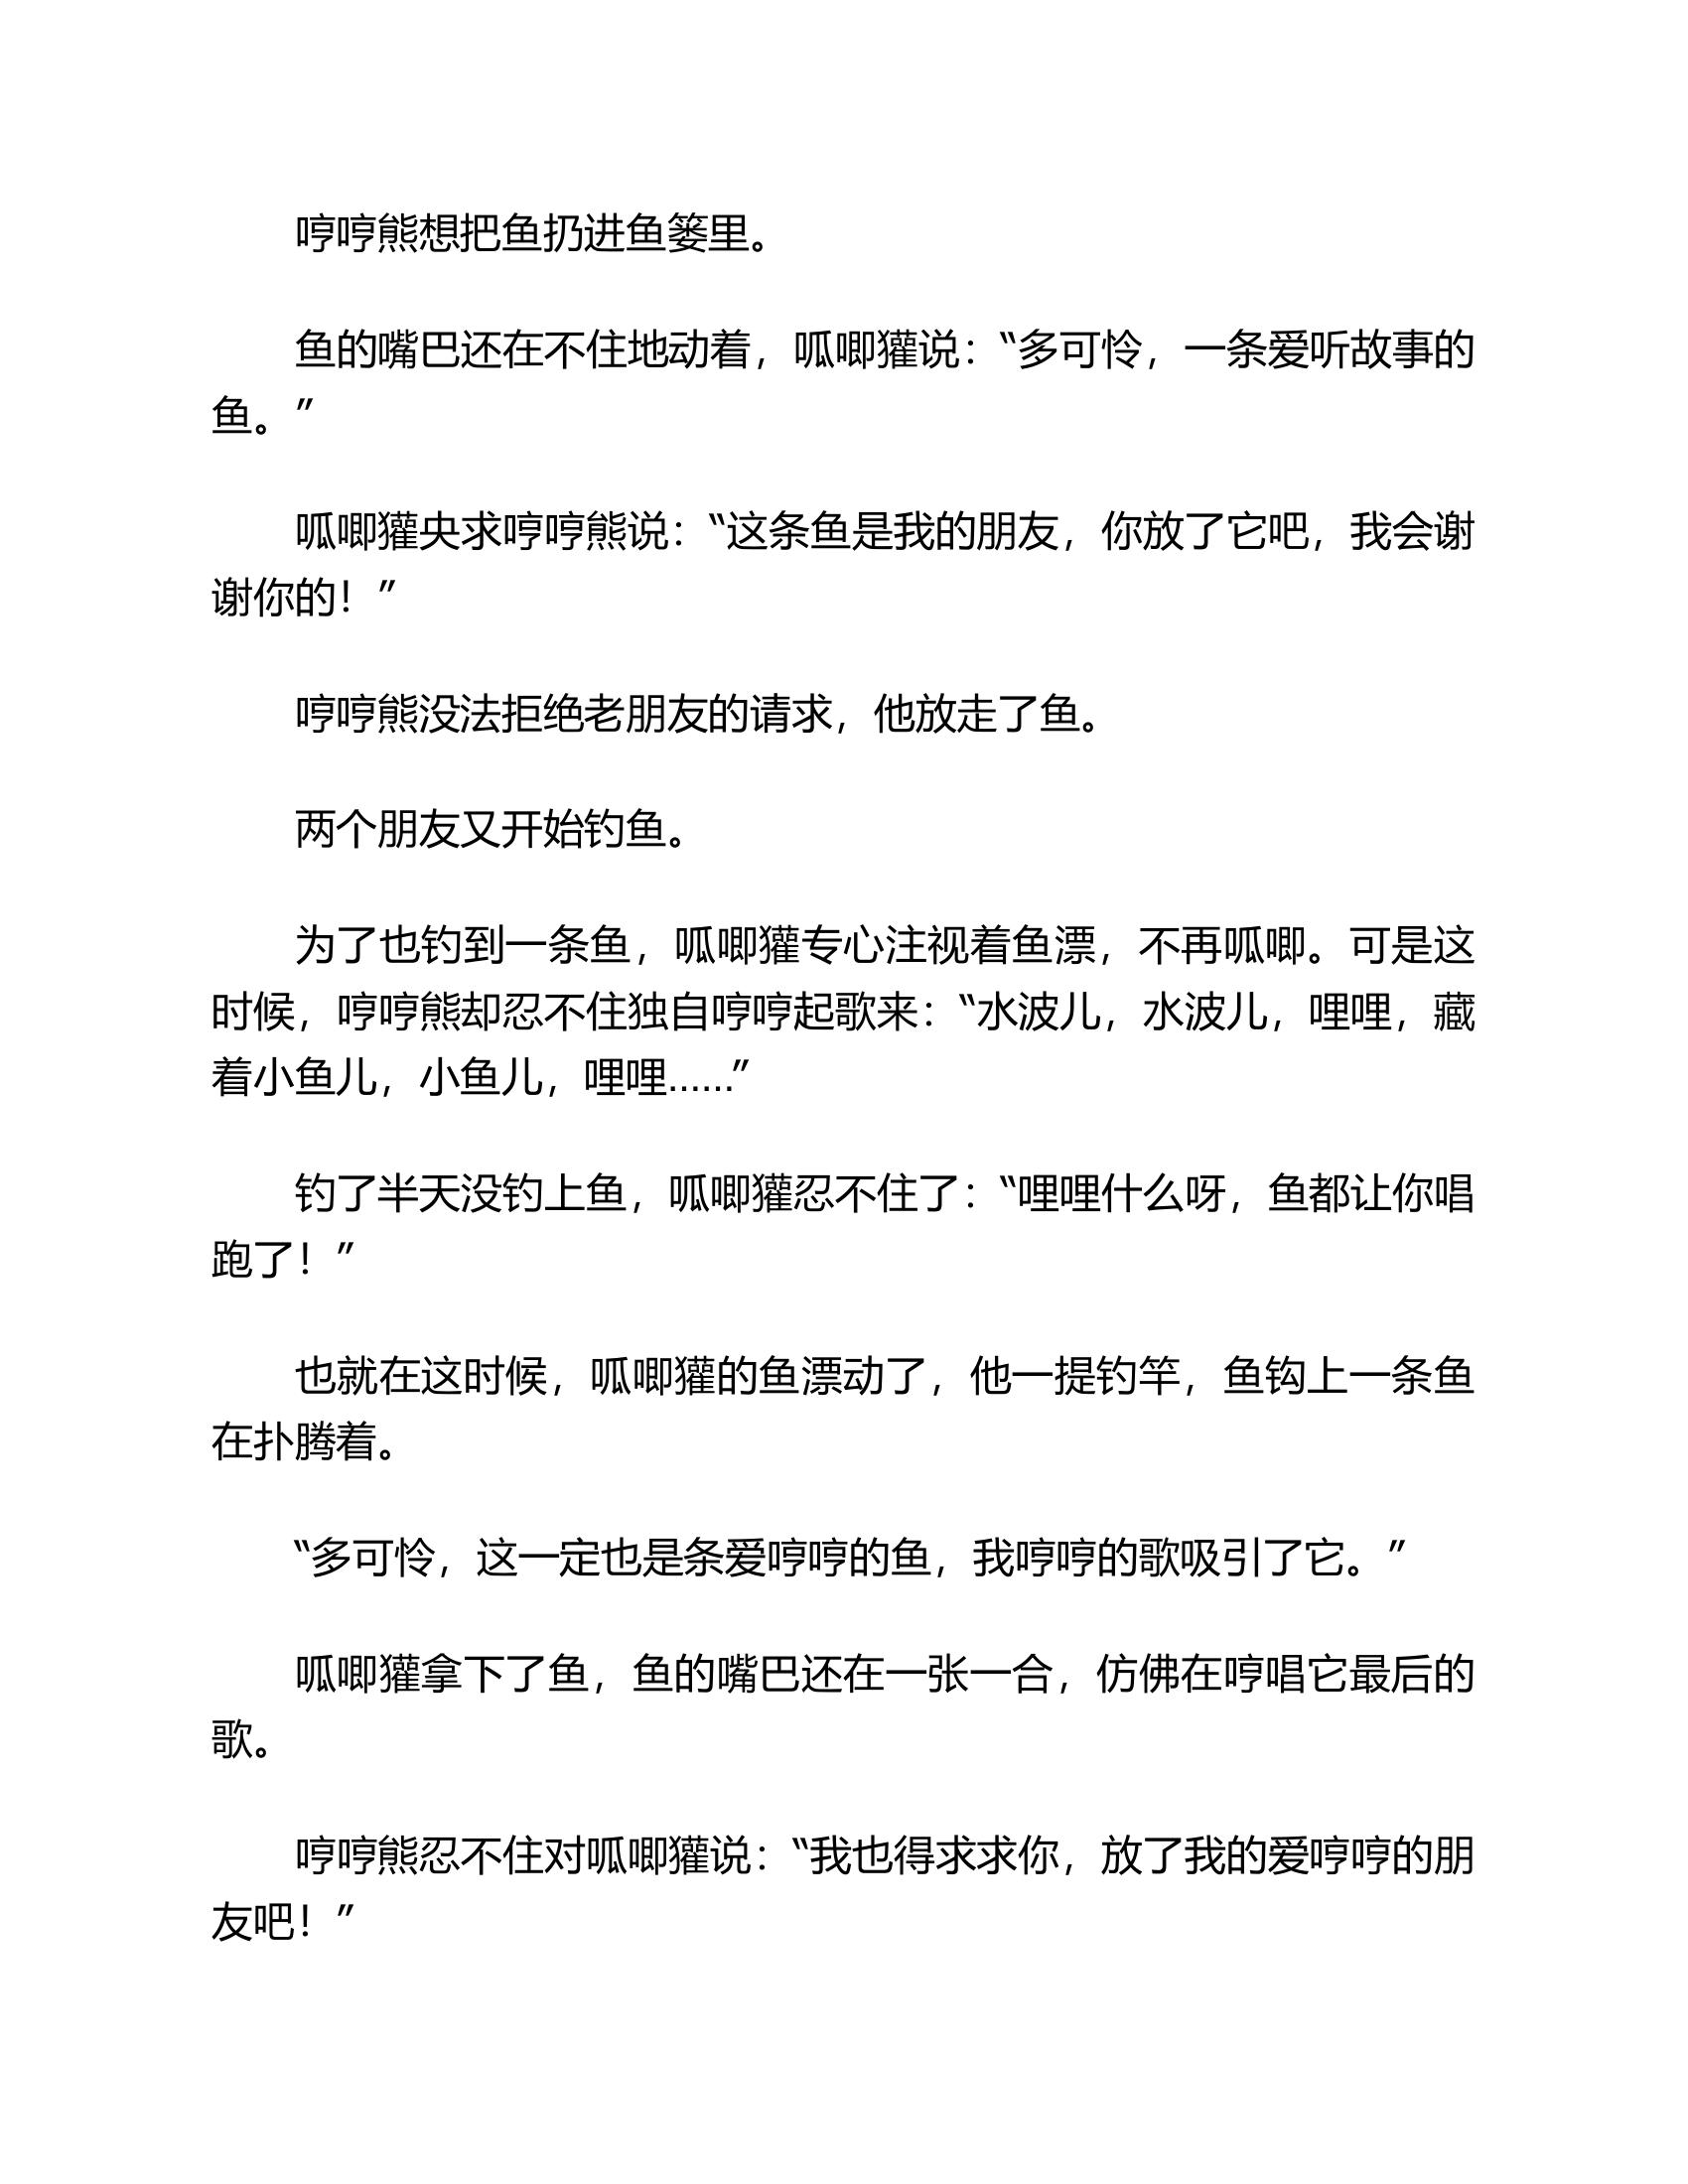 哼哼熊想把鱼扔进鱼篓里。
鱼的嘴巴还在不住地动着，呱唧獾说：“多可怜，一条爱听故事的
鱼。”
呱唧獾央求哼哼熊说：“这条鱼是我的朋友，你放了它吧，我会谢
谢你的！”
哼哼熊没法拒绝老朋友的请求，他放走了鱼。
两个朋友又开始钓鱼。
为了也钓到一条鱼，呱唧獾专心注视着鱼漂，不再呱唧。可是这
时候，哼哼熊却忍不住独自哼哼起歌来：“水波儿，水波儿，哩哩，藏
着小鱼儿，小鱼儿，哩哩……”
钓了半天没钓上鱼，呱唧獾忍不住了：“哩哩什么呀，鱼都让你唱
跑了！”
也就在这时候，呱唧獾的鱼漂动了，他一提钓竿，鱼钩上一条鱼
在扑腾着。
“多可怜，这一定也是条爱哼哼的鱼，我哼哼的歌吸引了它。”
呱唧獾拿下了鱼，鱼的嘴巴还在一张一合，仿佛在哼唱它最后的
歌。
哼哼熊忍不住对呱唧獾说：“我也得求求你，放了我的爱哼哼的朋
友吧！”